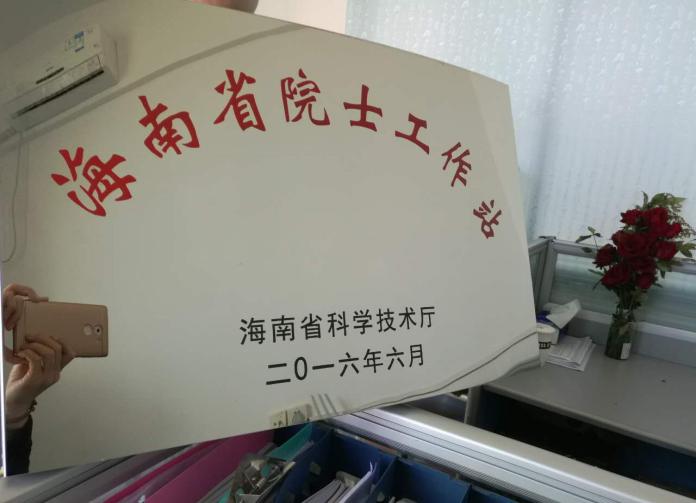 海南省院士工作站
海南省科学技术厅
二〇一六年六月